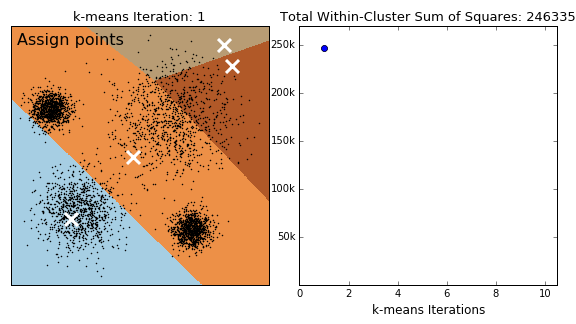 k-means Iteration: 1
Assign points
Total Within-Cluster Sum of Squares: 246335
250k
200k
150k
100k
50k
0 2 4 6 8 10
k-means Iterations